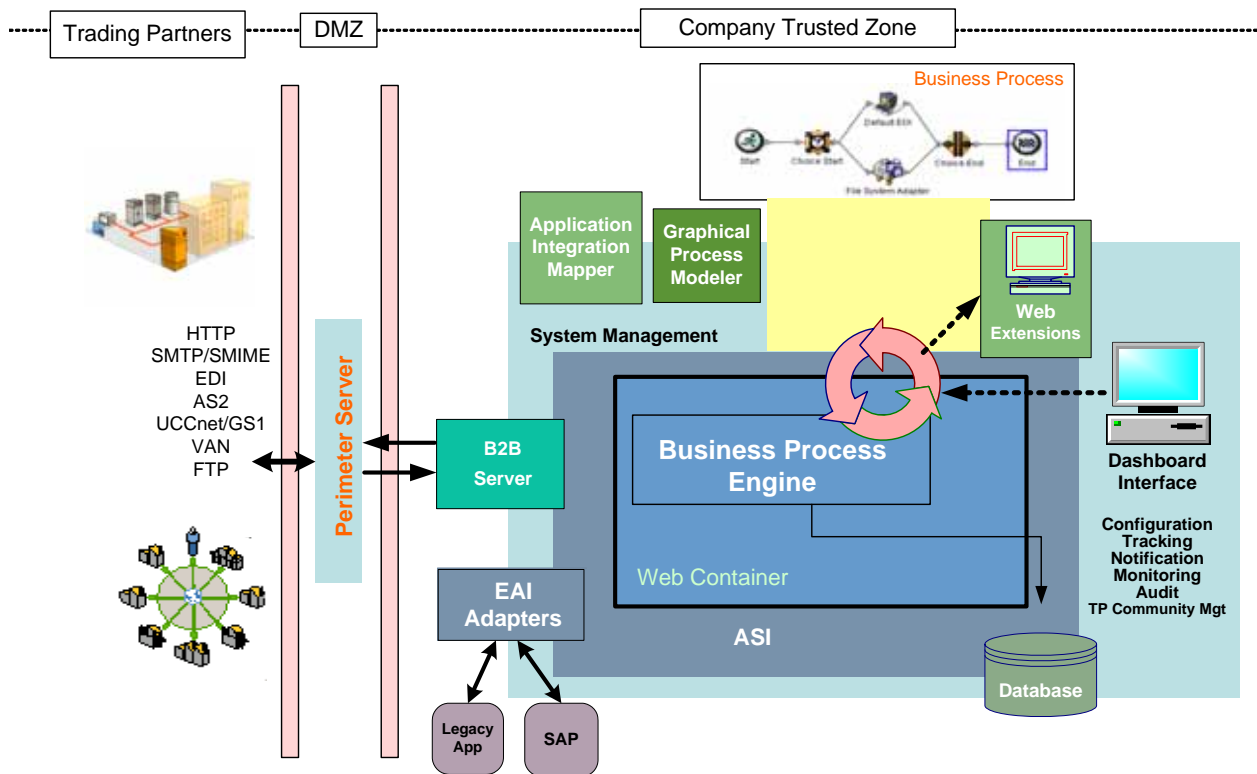 Trading Partners
DMZ
Company Trusted Zone
Business Process
Default EXI
Start
Choice Start
Choice End
End
File System Adapter
Application
Integration
Mapper
Graphical
Process
Modeler
Web
Extensions
System Management
HTTP
SMTP/SMIME
EDI
AS2
UCCnet/GS1
VAN
FTP
Perimeter Server
B2B
Server
Business Process
Engine
Web Container
ASI
Dashboard
Interface
Configuration
Tracking
Notification
Monitoring
Audit
TP Community Mgt
EAI
Adapters
Legacy
App
SAP
Database